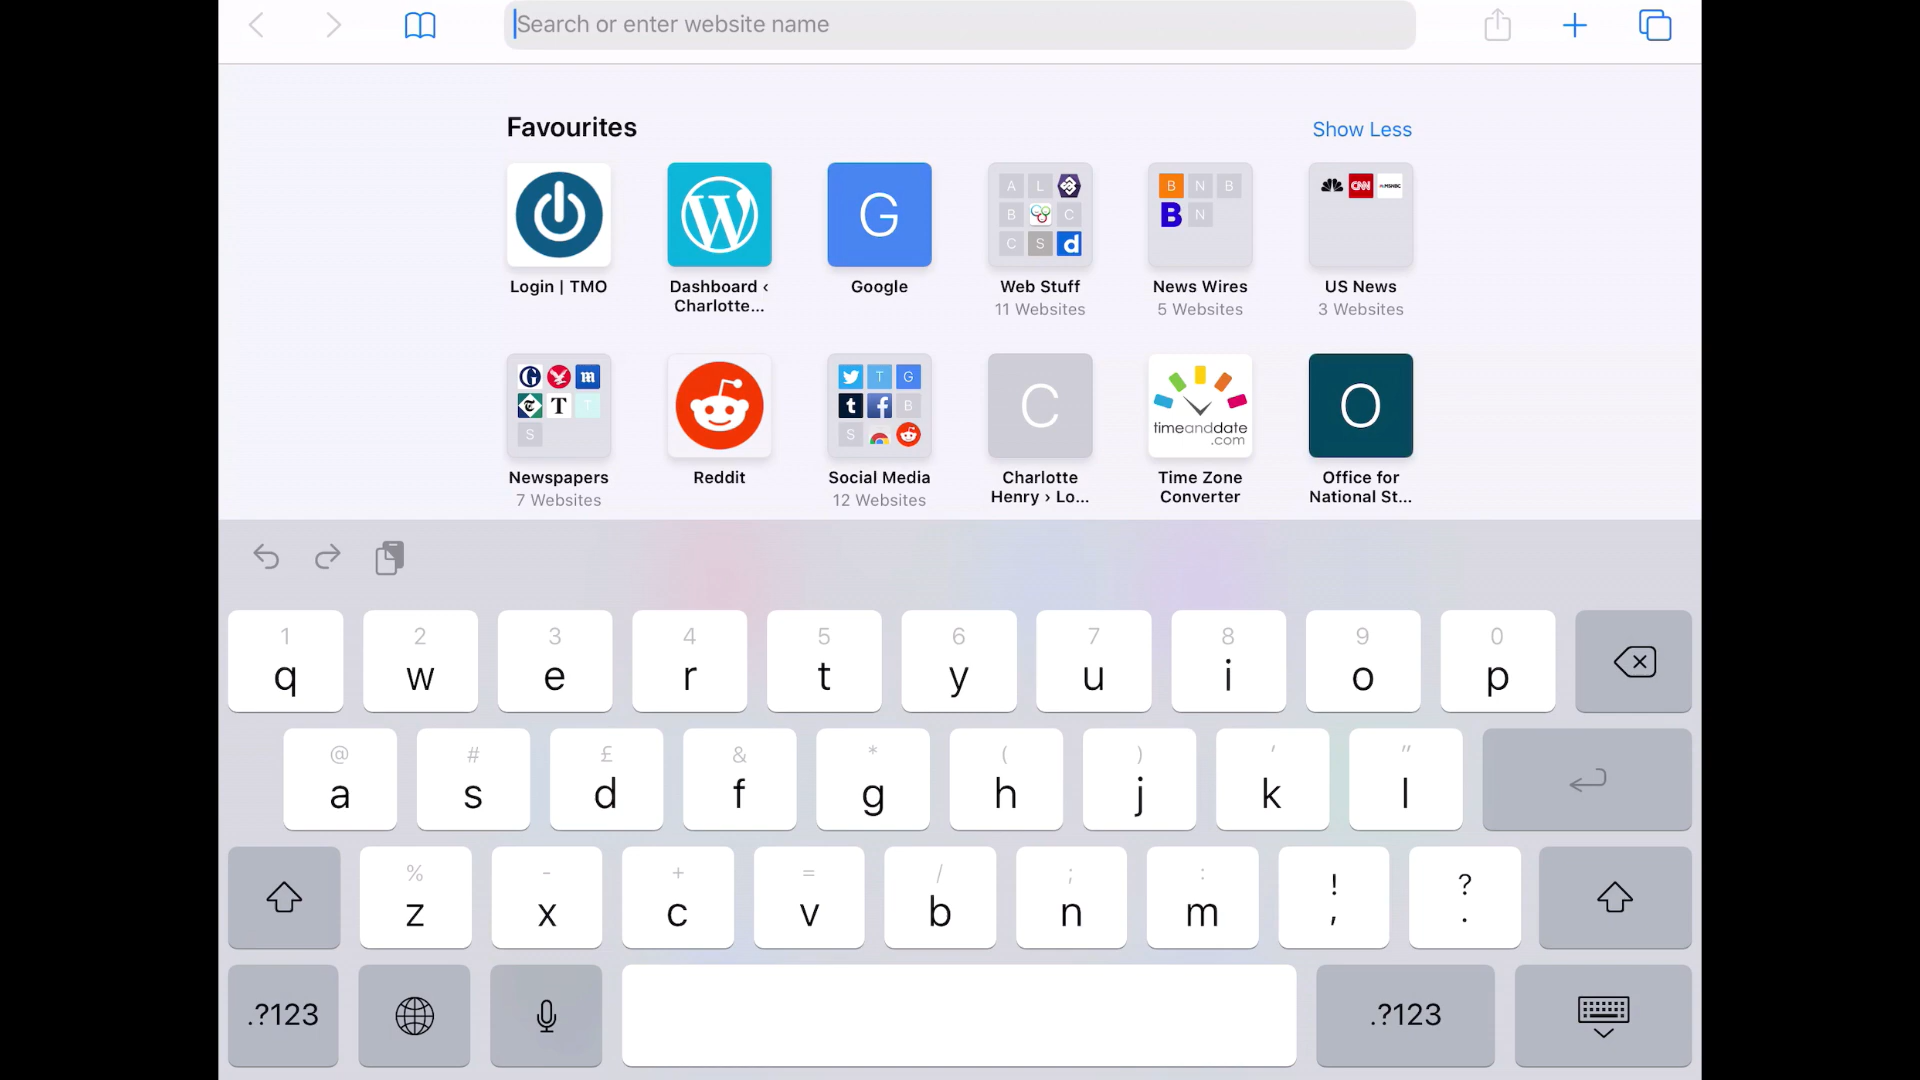 Search or enter website name
Favourites
Show Less
A L
B C
C S d
B N B
B N
CNN MSNBC
G
Login | TMO
Dashboard ‹
Charlotte...
Google
Web Stuff
11 Websites
News Wires
5 Websites
US News
3 Websites
G m
T T
S
T G
t f B
S
C
timeanddate
.com
O
Newspapers
7 Websites
Reddit
Social Media
12 Websites
Charlotte
Henry › Lo...
Time Zone
Converter
Office for
National St...
1 2 3 4 5 6 7 8 9 0
q w e r t y u i o p
@ # £ & * ( ) ' "
a s d f g h j k l
% - + = / ; : ! ?
z x c v b n m , .
.?123 .?123